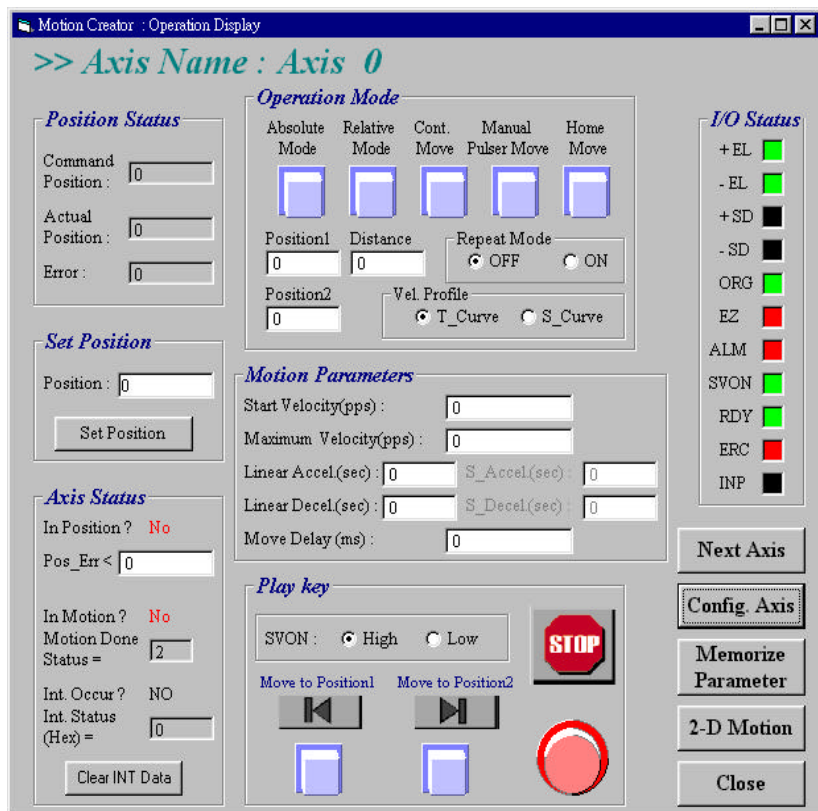 Motion Creator : Operation Display
>> Axis Name : Axis 0
Position Status
Command
Position :
0
Actual
Position :
0
Error :
0
Set Position
Position :
0
Set Position
Axis Status
In Position ? No
Pos_Err < 0
In Motion ? No
Motion Done
Status =
2
Int. Occur ? NO
Int. Status
(Hex) =
0
Clear INT Data
Operation Mode
Absolute
Mode
Relative
Mode
Cont.
Move
Manual
Pulser Move
Home
Move
Position1
0
Distance
0
Repeat Mode
OFF ON
Position2
0
Vel. Profile
T_Curve S_Curve
Motion Parameters
Start Velocity(pps) : 0
Maximum Velocity(pps) : 0
Linear Accel.(sec) : 0 S_Accel.(sec) : 0
Linear Decel.(sec) : 0 S_Decel.(sec) : 0
Move Delay (ms) : 0
Play key
SVON : High Low
STOP
Move to Position1 Move to Position2
I/O Status
+EL
- EL
+SD
- SD
ORG
EZ
ALM
SVON
RDY
ERC
INP
Next Axis
Config. Axis
Memorize
Parameter
2-D Motion
Close